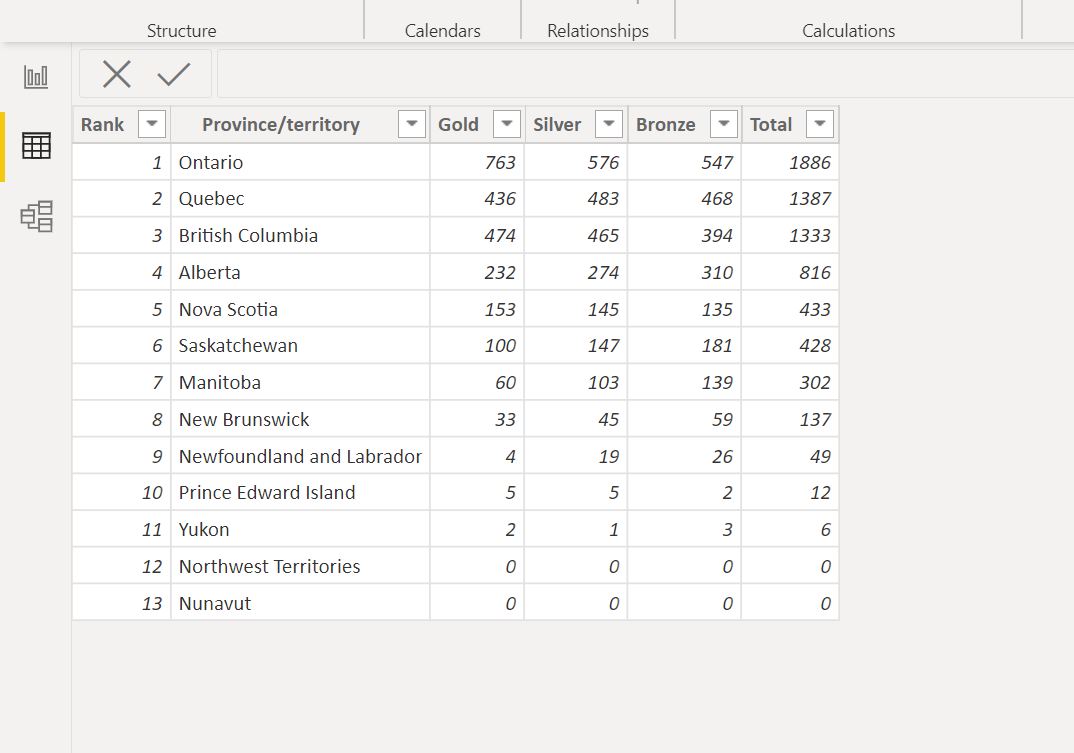 Structure Calendars Relationships Calculations
Rank Province/territory Gold Silver Bronze Total
1 Ontario 763 576 547 1886
2 Quebec 436 483 468 1387
3 British Columbia 474 465 394 1333
4 Alberta 232 274 310 816
5 Nova Scotia 153 145 135 433
6 Saskatchewan 100 147 181 428
7 Manitoba 60 103 139 302
8 New Brunswick 33 45 59 137
9 Newfoundland and Labrador 4 19 26 49
10 Prince Edward Island 5 5 2 12
11 Yukon 2 1 3 6
12 Northwest Territories 0 0 0 0
13 Nunavut 0 0 0 0